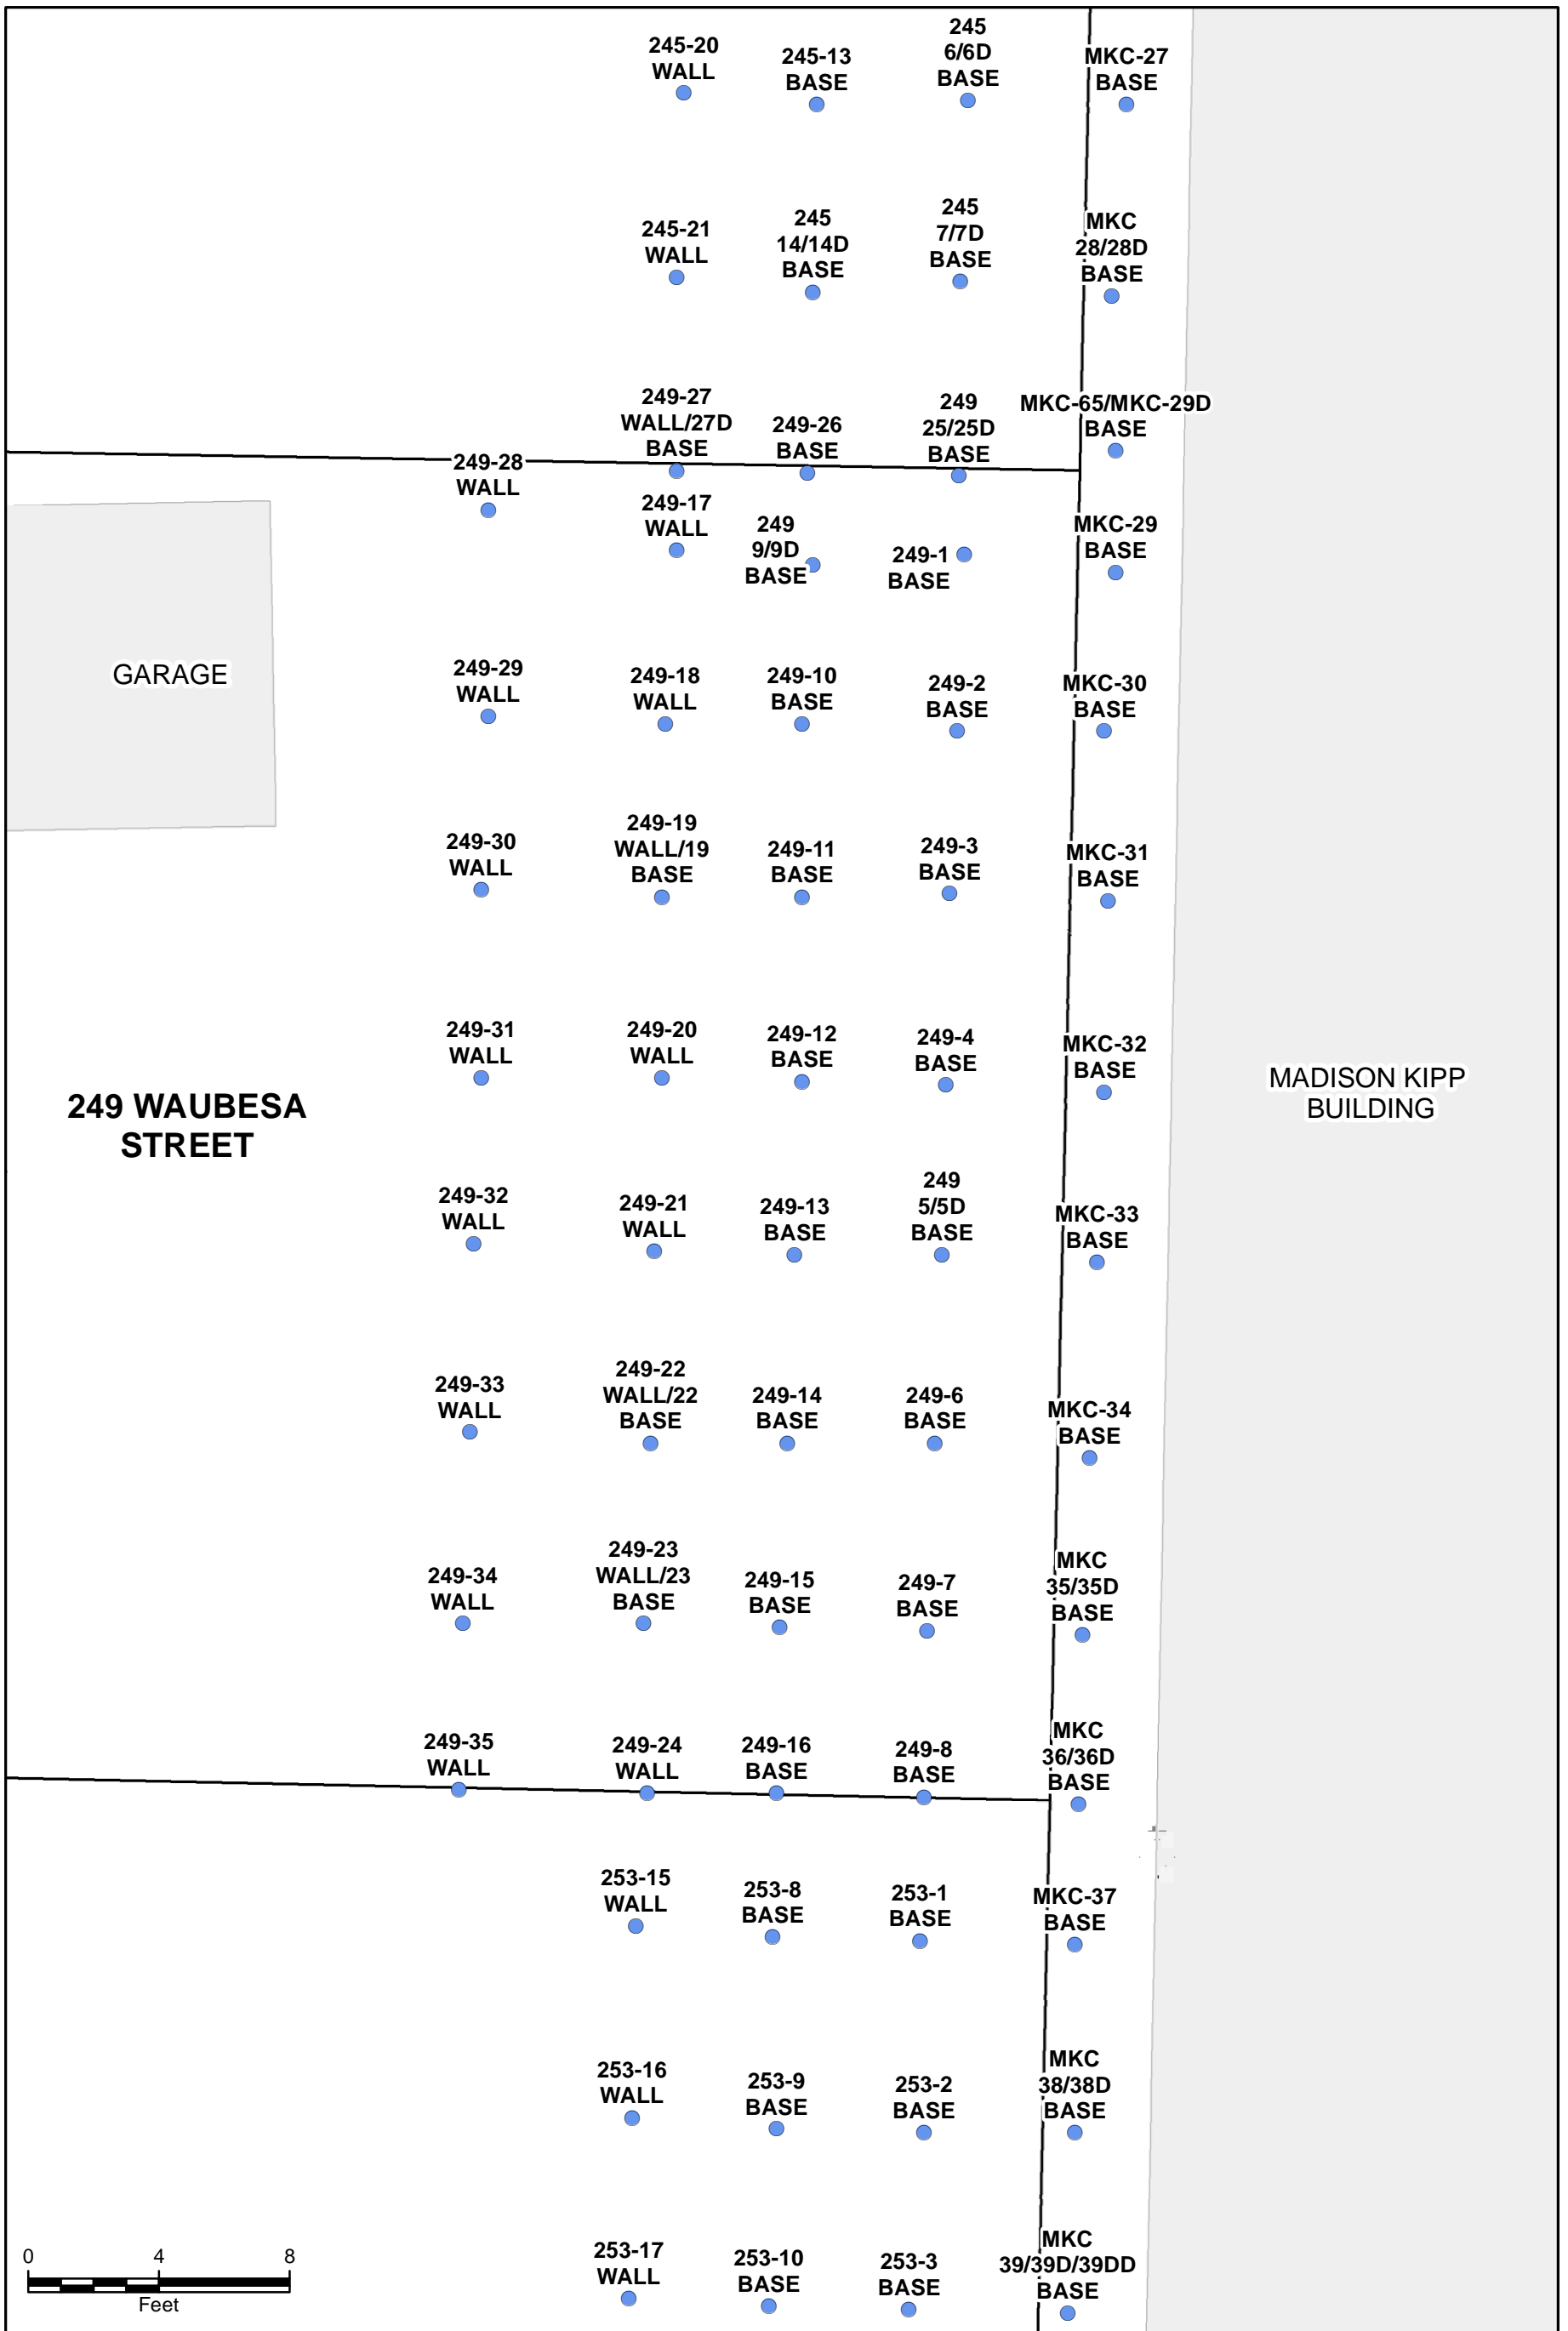 245-20
WALL
245-13
BASE
245
6/6D
BASE
MKC-27
BASE
245-21
WALL
245
14/14D
BASE
245
7/7D
BASE
MKC
28/28D
BASE
249-27
WALL/27D
BASE
249-26
BASE
249
25/25D
BASE
MKC-65/MKC-29D
BASE
249-28
WALL
249-17
WALL
249
9/9D
BASE
249-1
BASE
MKC-29
BASE
GARAGE
249-29
WALL
249-18
WALL
249-10
BASE
249-2
BASE
MKC-30
BASE
249-30
WALL
249-19
WALL/19
BASE
249-11
BASE
249-3
BASE
MKC-31
BASE
249-31
WALL
249-20
WALL
249-12
BASE
249-4
BASE
MKC-32
BASE
249 WAUBESA
STREET
MADISON KIPP
BUILDING
249-32
WALL
249-21
WALL
249-13
BASE
249
5/5D
BASE
MKC-33
BASE
249-33
WALL
249-22
WALL/22
BASE
249-14
BASE
249-6
BASE
MKC-34
BASE
249-34
WALL
249-23
WALL/23
BASE
249-15
BASE
249-7
BASE
MKC
35/35D
BASE
249-35
WALL
249-24
WALL
249-16
BASE
249-8
BASE
MKC
36/36D
BASE
253-15
WALL
253-8
BASE
253-1
BASE
MKC-37
BASE
253-16
WALL
253-9
BASE
253-2
BASE
MKC
38/38D
BASE
253-17
WALL
253-10
BASE
253-3
BASE
MKC
39/39D/39DD
BASE
0 4 8
Feet